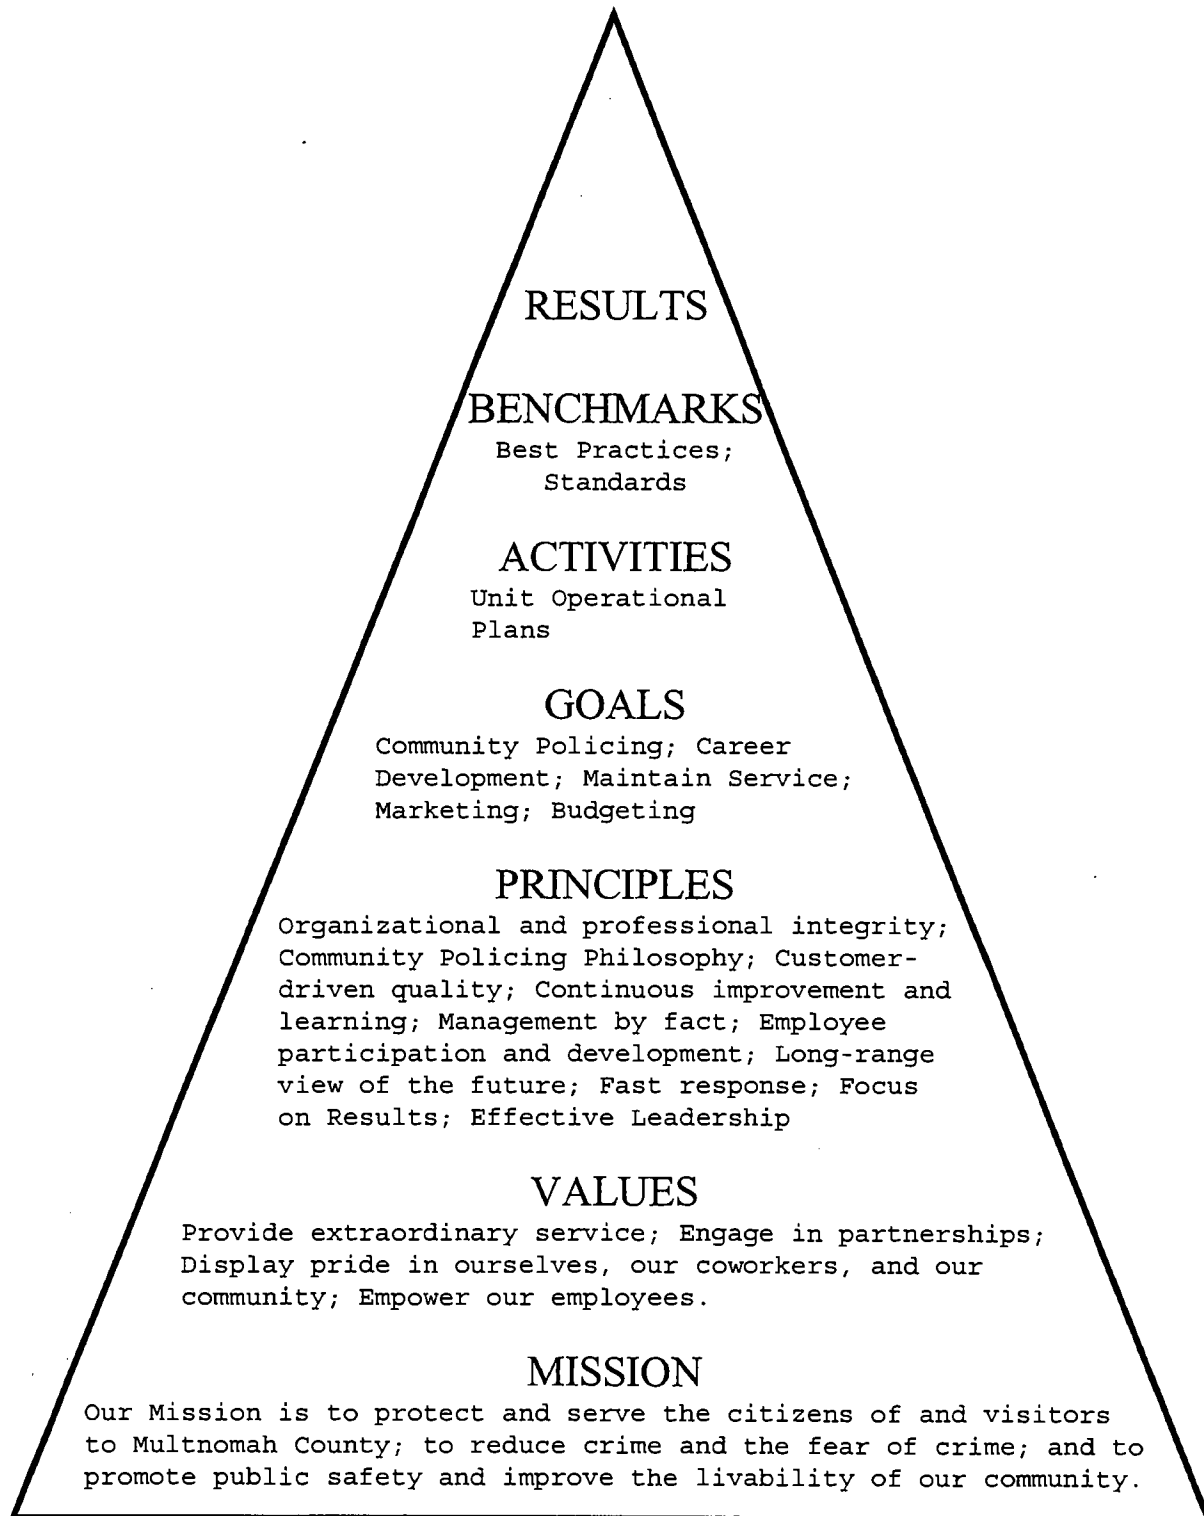 RESULTS
BENCHMARKS
Best Practices;
Standards
ACTIVITIES
Unit Operational
Plans
GOALS
Community Policing; Career
Development; Maintain Service;
Marketing; Budgeting
PRINCIPLES
Organizational and professional integrity;
Community Policing Philosophy; Customer-
driven quality; Continuous improvement and
learning; Management by fact; Employee
participation and development; Long-range
view of the future; Fast response; Focus
on Results; Effective Leadership
VALUES
Provide extraordinary service; Engage in partnerships;
Display pride in ourselves, our coworkers, and our
community; Empower our employees.
MISSION
Our Mission is to protect and serve the citizens of and visitors
to Multnomah County; to reduce crime and the fear of crime; and to
promote public safety and improve the livability of our community.